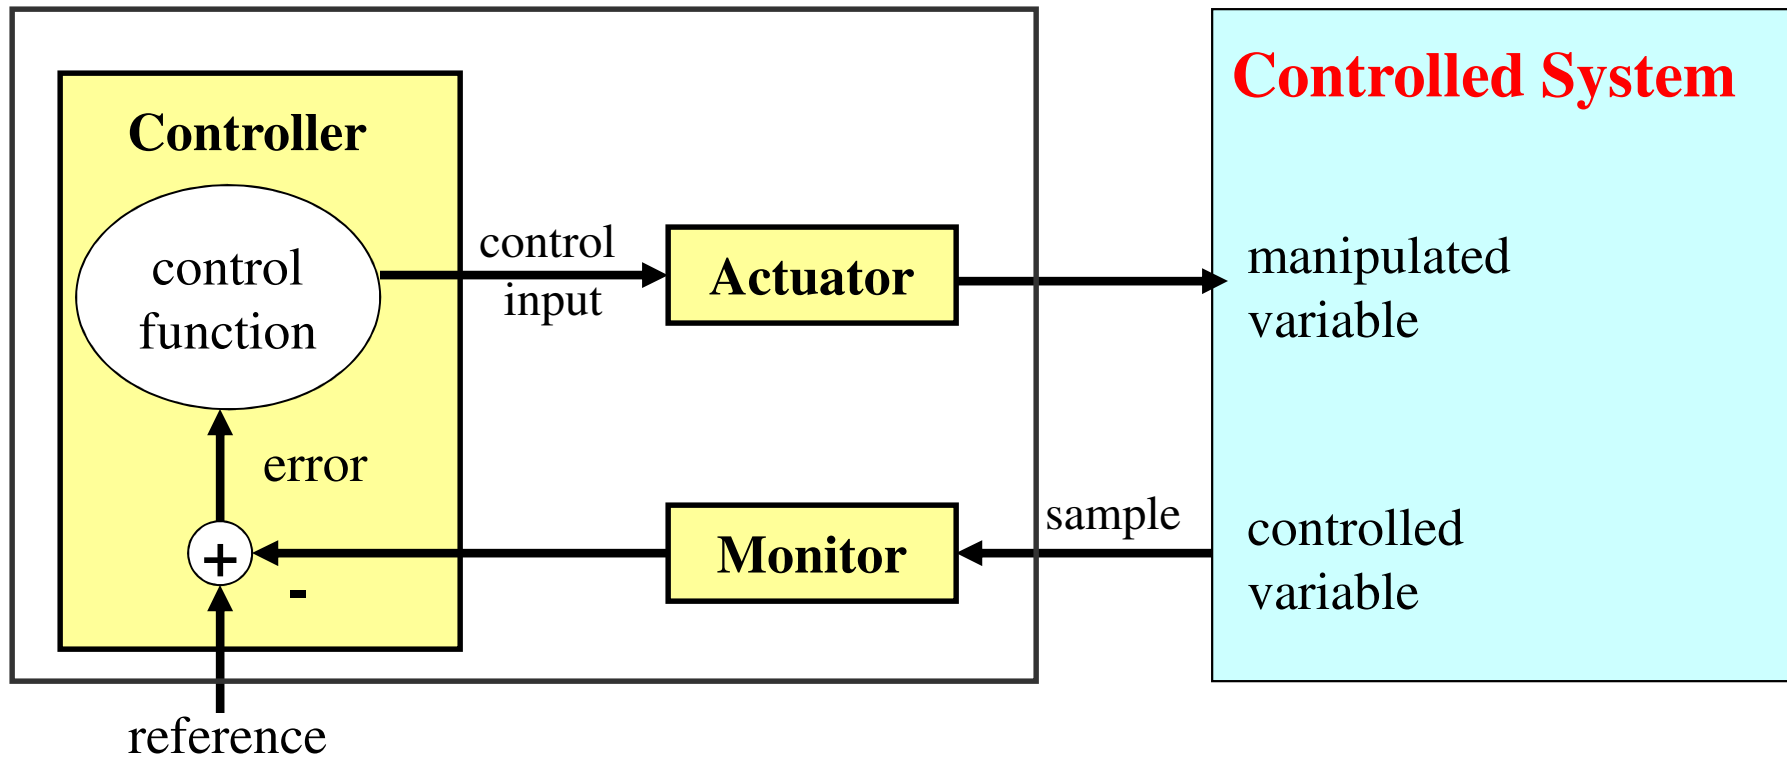 Controlled System
Controller
control
function
control
input
Actuator
manipulated
variable
error
+
-
Monitor
sample
controlled
variable
reference